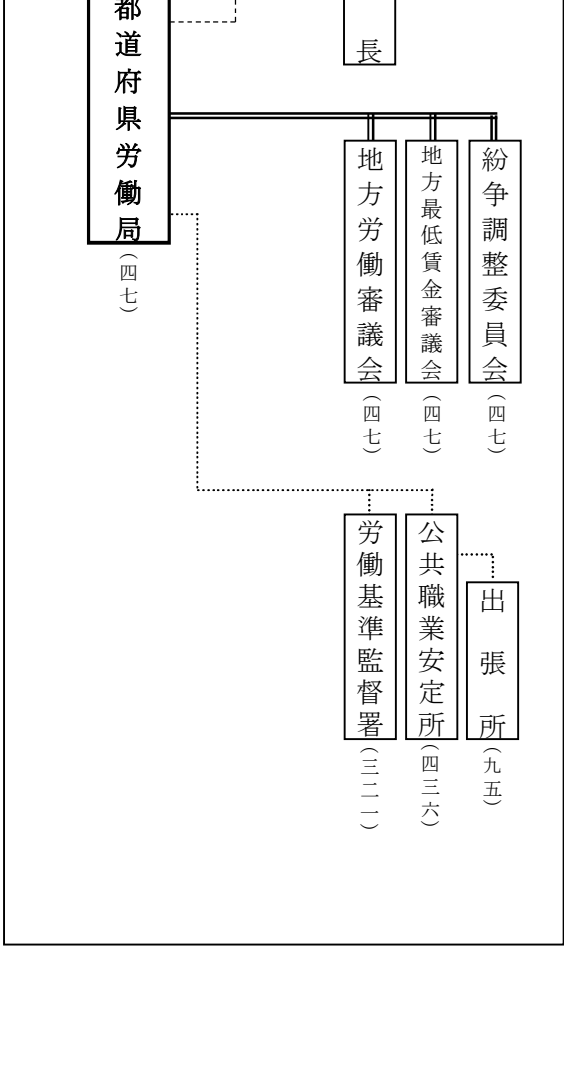 紛争調整委員会(四七)
地方最低賃金審議会(四七)
地方労働審議会(四七)
長
出張所(九五)
公共職業安定所(四三六)
労働基準監督署(三二一)
都道府県労働局(四七)